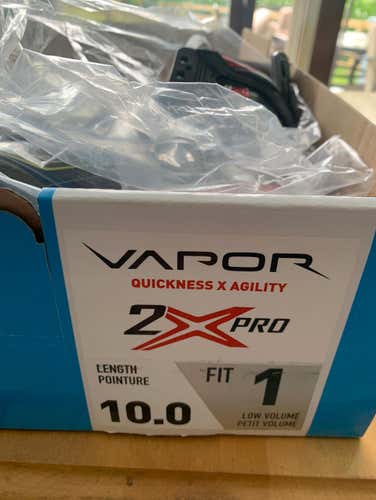 VAPOR
QUICKNESS X AGILITY
2X PRO
LENGTH
POINTURE
10.0
FIT 1
LOW VOLUME
PETIT VOLUME